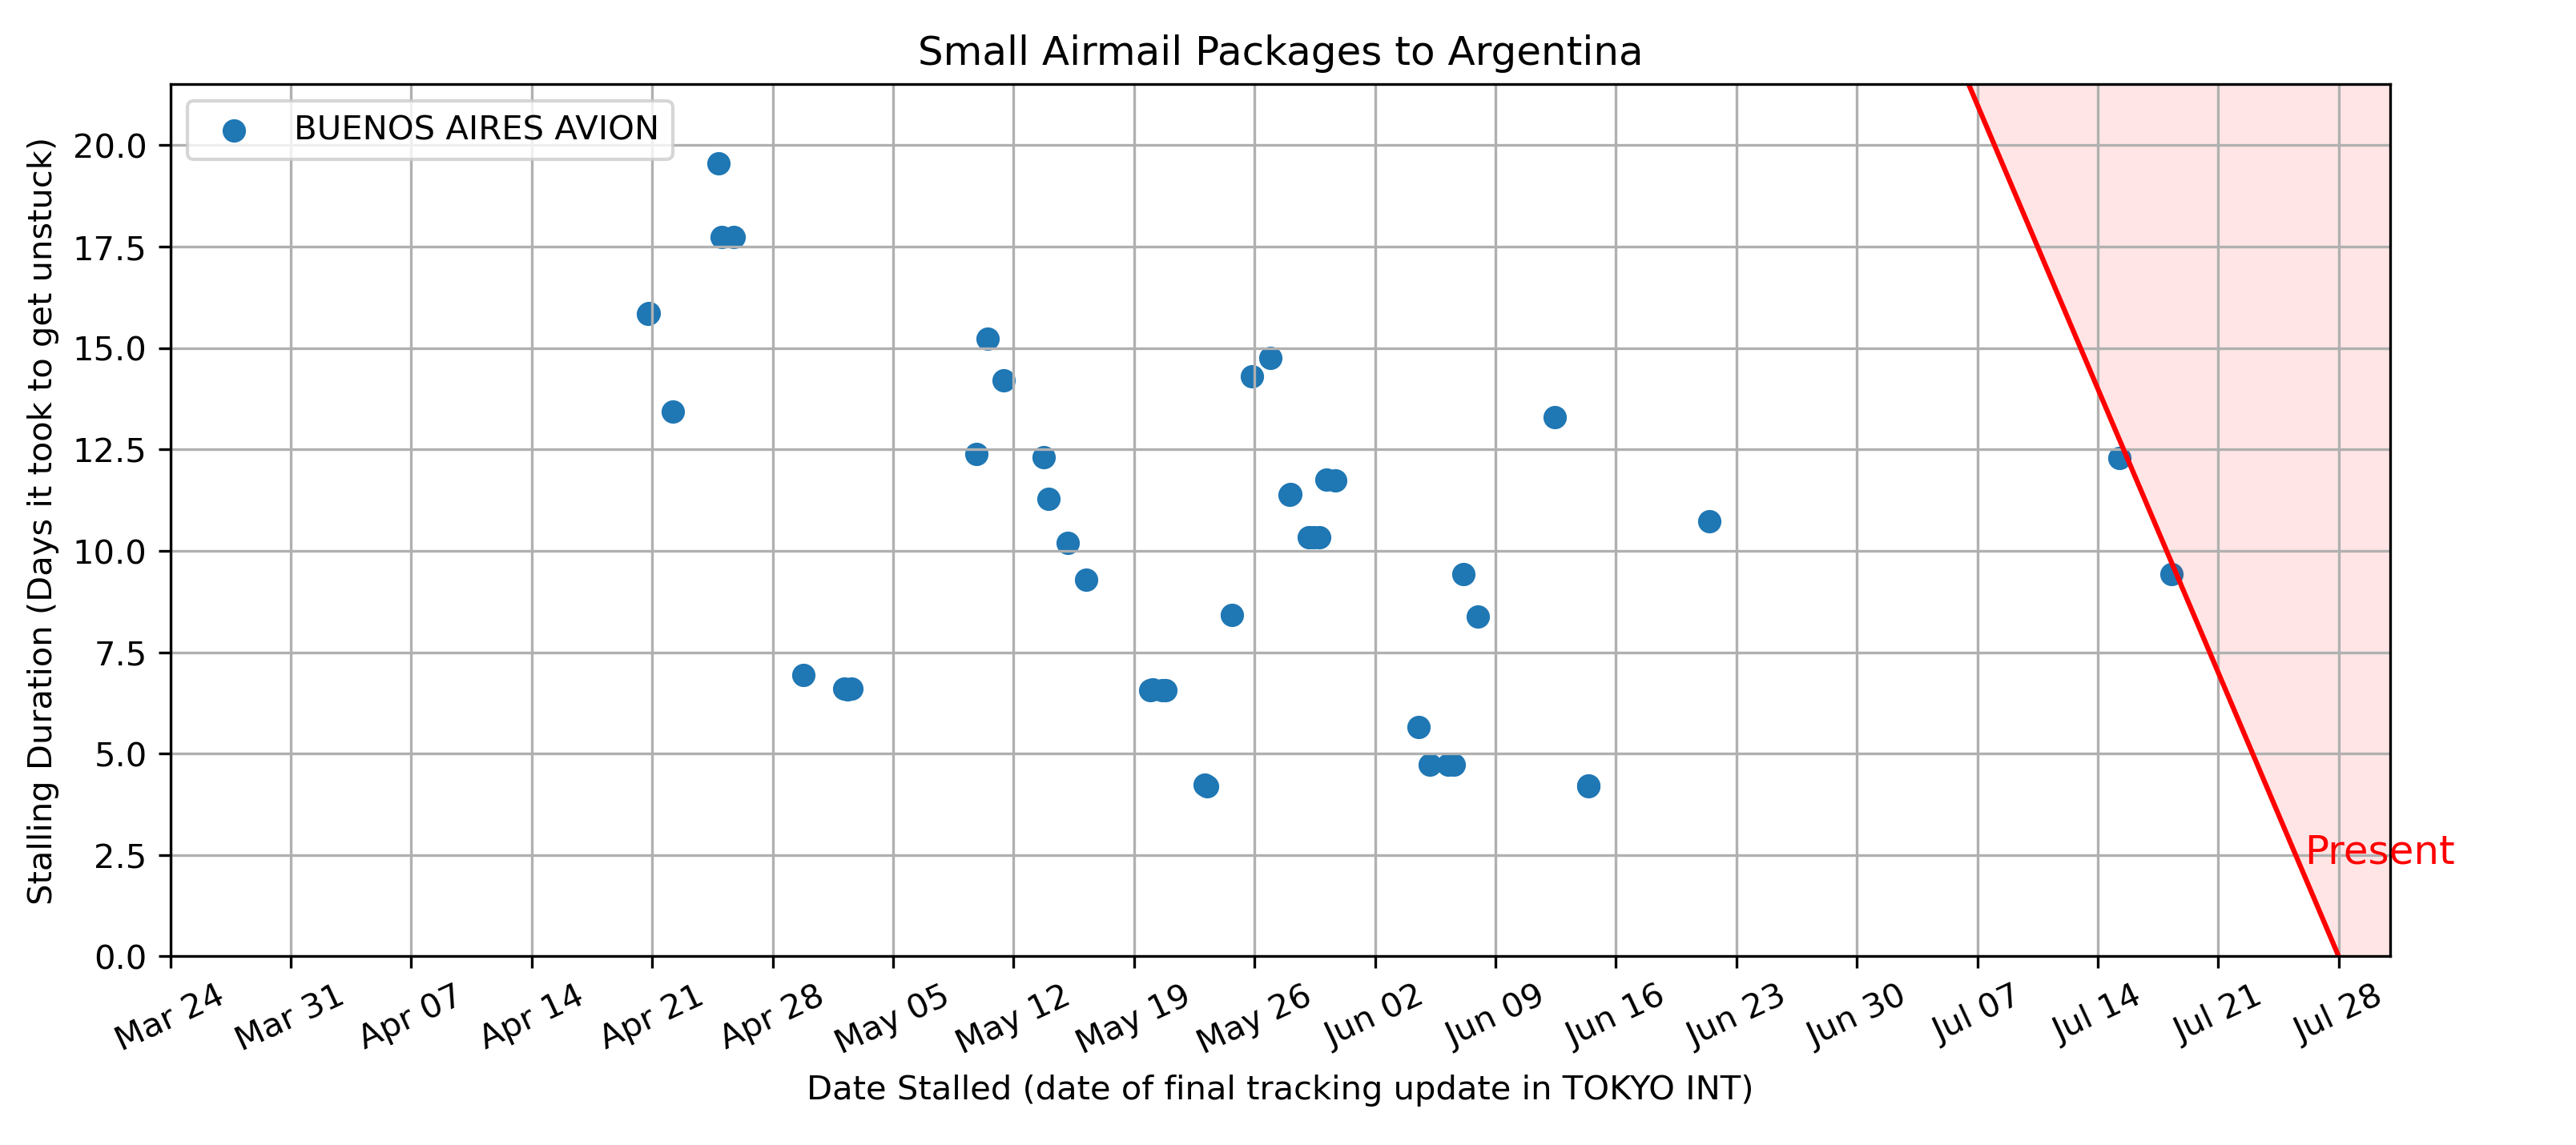 Small Airmail Packages to Argentina
BUENOS AIRES AVION
Stalling Duration (Days it took to get unstuck)
20.0
17.5
15.0
12.5
10.0
7.5
5.0
2.5
0.0
Present
Mar 24
Mar 31
Apr 07
Apr 14
Apr 21
Apr 28
May 05
May 12
May 19
May 26
Jun 02
Jun 09
Jun 16
Jun 23
Jun 30
Jul 07
Jul 14
Jul 21
Jul 28
Date Stalled (date of final tracking update in TOKYO INT)